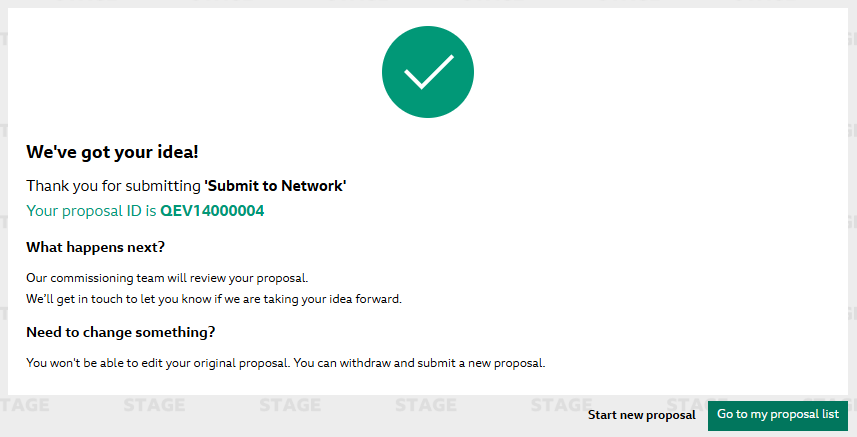 We've got your idea!
Thank you for submitting 'Submit to Network'
Your proposal ID is QEV14000004
What happens next?
Our commissioning team will review your proposal.
We'll get in touch to let you know if we are taking your idea forward.
Need to change something?
You won't be able to edit your original proposal. You can withdraw and submit a new proposal.
STAGE STAGE STAGE STAGE STAGE
Start new proposal Go to my proposal list